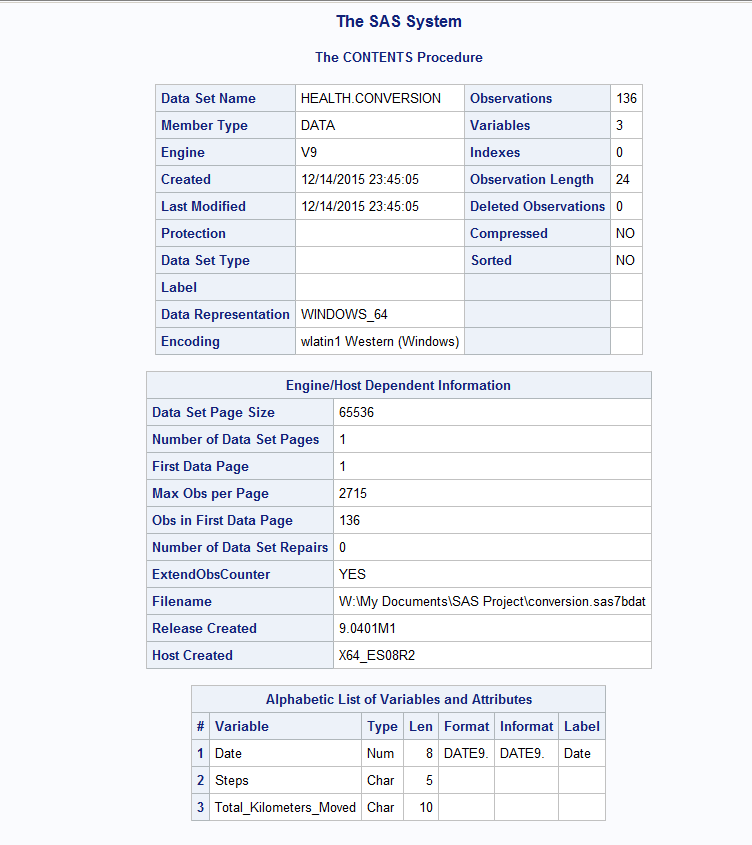 The SAS System
The CONTENTS Procedure
Data Set Name HEALTH.CONVERSION Observations 136
Member Type DATA Variables 3
Engine V9 Indexes 0
Created 12/14/2015 23:45:05 Observation Length 24
Last Modified 12/14/2015 23:45:05 Deleted Observations 0
Protection Compressed NO
Data Set Type Sorted NO
Label
Data Representation WINDOWS_64
Encoding wlatin1 Western (Windows)
Engine/Host Dependent Information
Data Set Page Size 65536
Number of Data Set Pages 1
First Data Page 1
Max Obs per Page 2715
Obs in First Data Page 136
Number of Data Set Repairs 0
ExtendObsCounter YES
Filename W:\My Documents\SAS Project\conversion.sas7bdat
Release Created 9.0401M1
Host Created X64_ES08R2
Alphabetic List of Variables and Attributes
# Variable Type Len Format Informat Label
1 Date Num 8 DATE9. DATE9. Date
2 Steps Char 5
3 Total_Kilometers_Moved Char 10